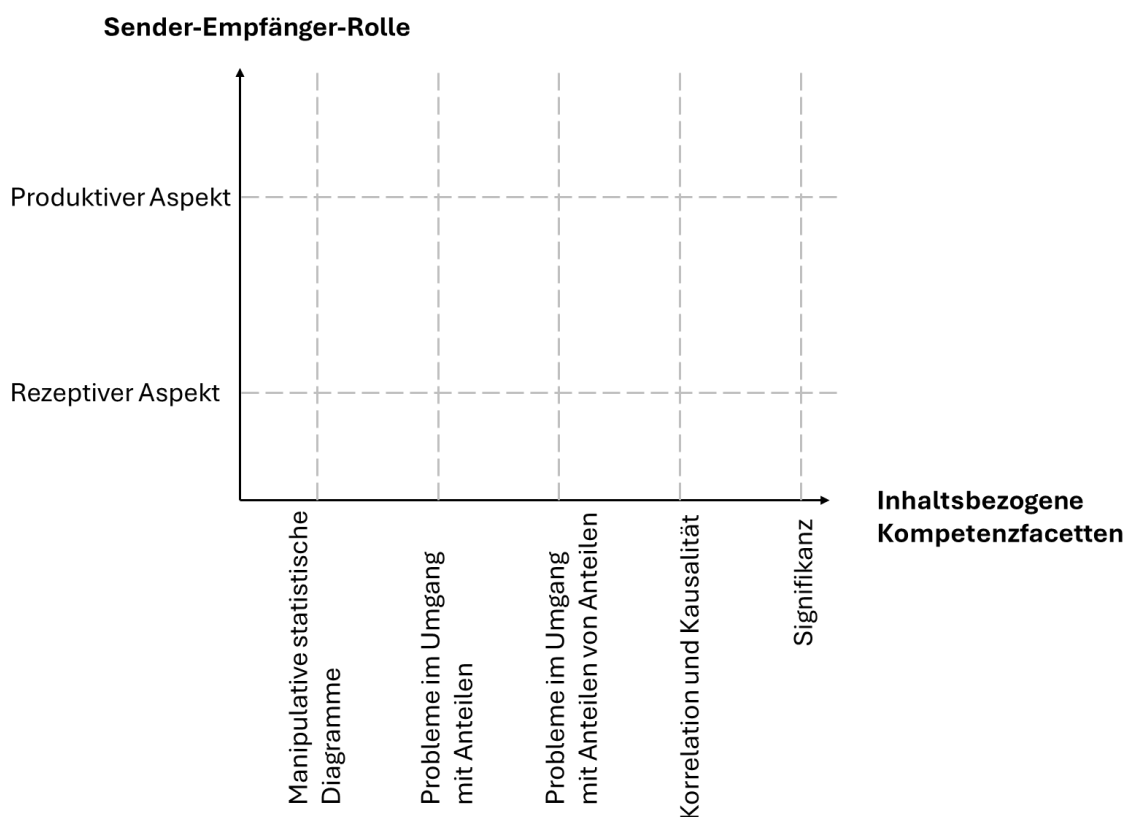 Sender-Empfänger-Rolle
Produktiver Aspekt
Rezeptiver Aspekt
Inhaltsbezogene
Kompetenzfacetten
Manipulative statistische
Diagramme
Probleme im Umgang
mit Anteilen
Probleme im Umgang
mit Anteilen von Anteilen
Korrelation und Kausalität
Signifikanz